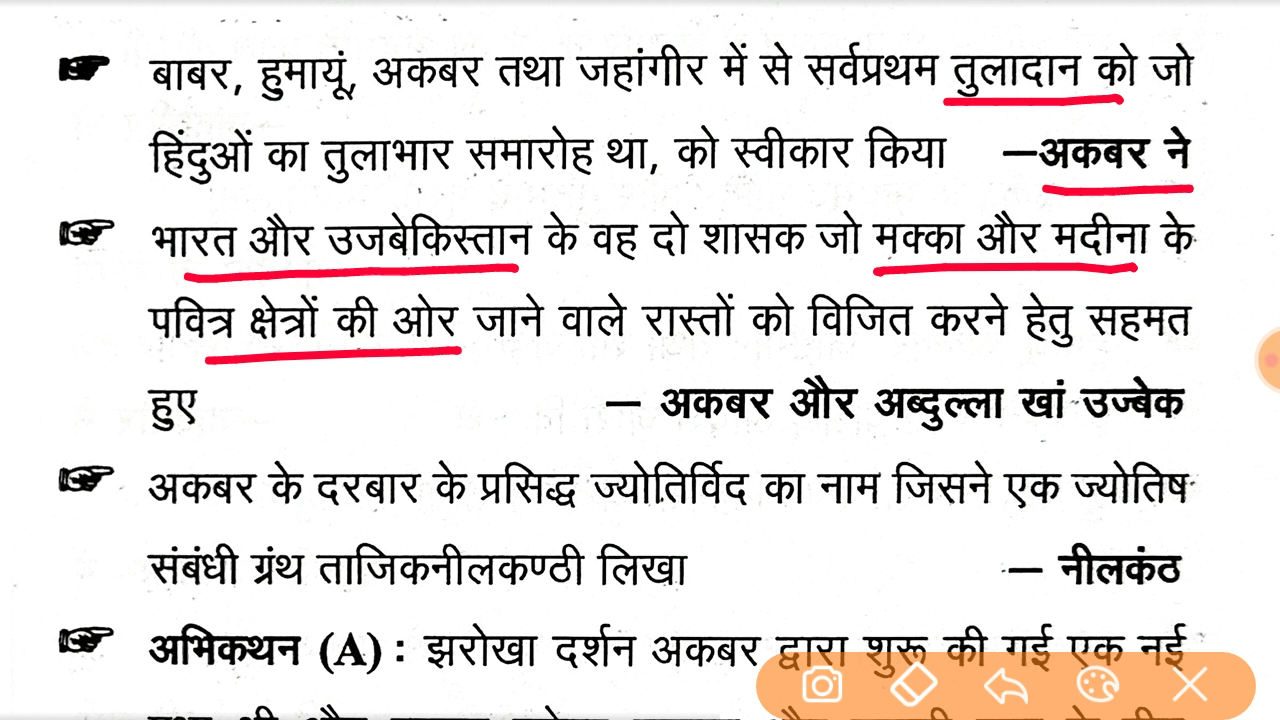 बाबर, हुमायूं, अकबर तथा जहांगीर में से सर्वप्रथम तुलादान को जो
हिंदुओं का तुलाभार समारोह था, को स्वीकार किया —अकबर ने
भारत और उजबेकिस्तान के वह दो शासक जो मक्का और मदीना के
पवित्र क्षेत्रों की ओर जाने वाले रास्तों को विजित करने हेतु सहमत
हुए — अकबर और अब्दुल्ला खां उज्बेक
अकबर के दरबार के प्रसिद्ध ज्योतिर्विद का नाम जिसने एक ज्योतिष
संबंधी ग्रंथ ताजिकनीलकण्ठी लिखा — नीलकंठ
अभिकथन (A) : झरोखा दर्शन अकबर द्वारा शुरू की गई एक नई